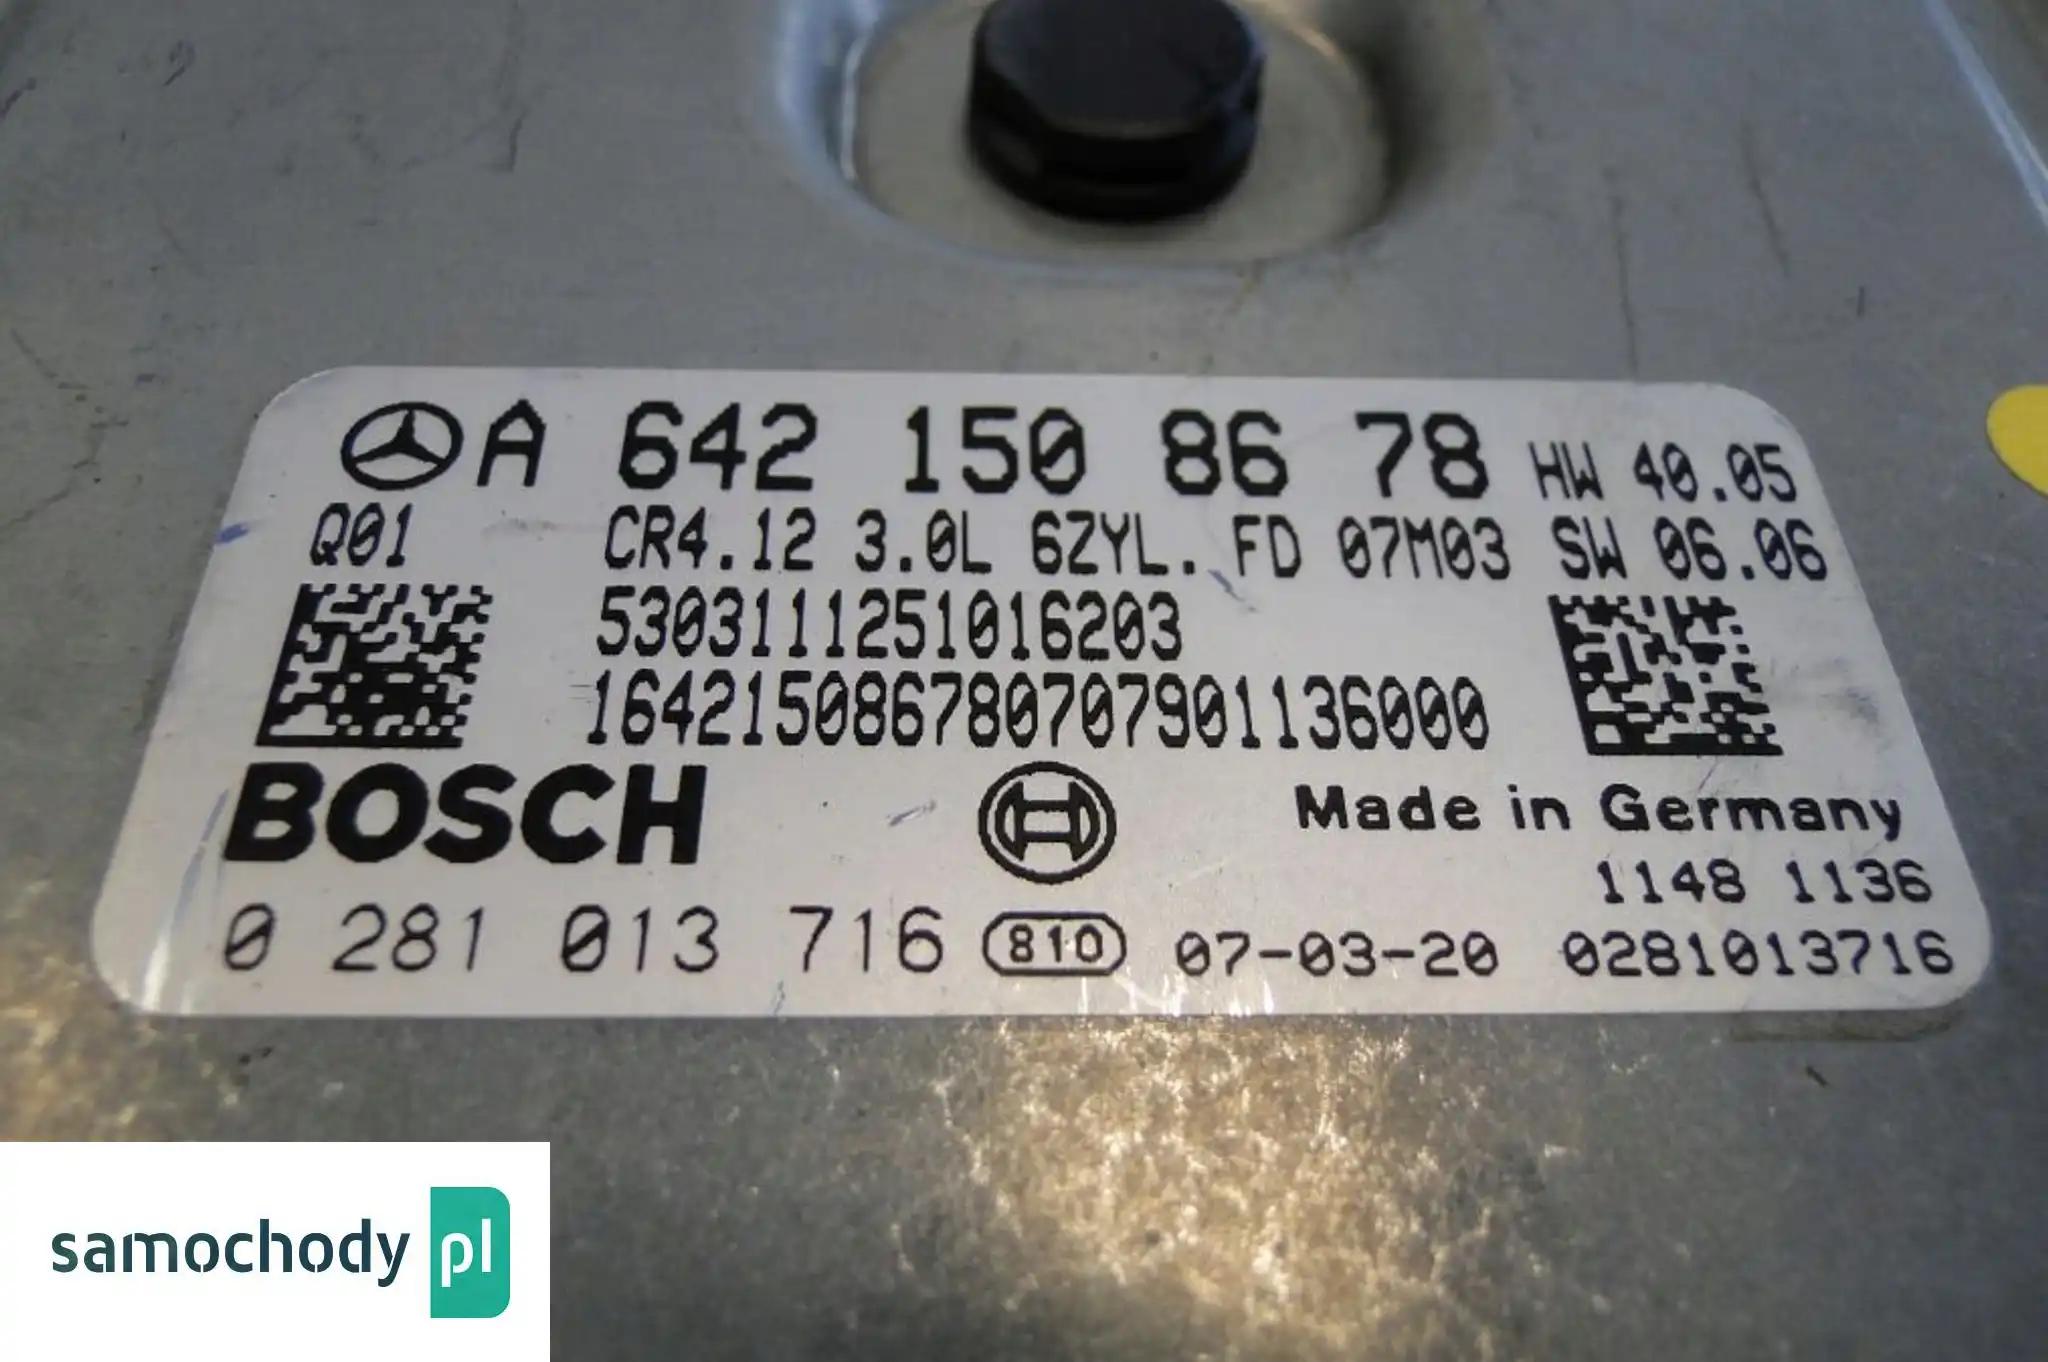 A 642 150 86 78 HW 40.05
Q01 CR4.12 3.0L 6ZYL. FD 07M03 SW 06.06
5303111251016203
164215086780707901136000
BOSCH Made in Germany
1148 1136
0 281 013 716 810 07-03-20 0281013716
samochody pl